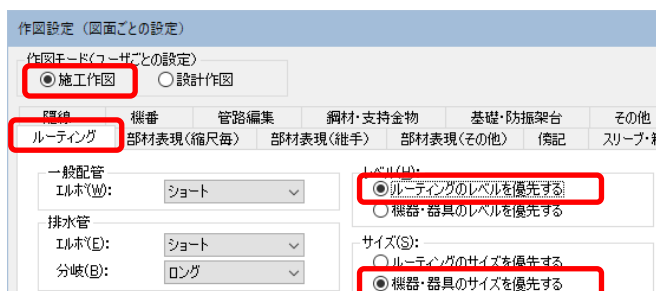 作図設定（図面ごとの設定）
作図モード(ユーザごとの設定)
施工作図
設計作図
隠線
機番
管路編集
鋼材・支持金物
基礎・防振架台
その他
ルーティング
部材表現(縮尺毎)
部材表現(継手)
部材表現(その他)
傍記
スリーブ・
一般配管
エルボ(W):
ショート
排水管
エルボ(E):
ショート
分岐(B):
ロング
レベル(H):
ルーティングのレベルを優先する
機器・器具のレベルを優先する
サイズ(S):
ルーティングのサイズを優先する
機器・器具のサイズを優先する